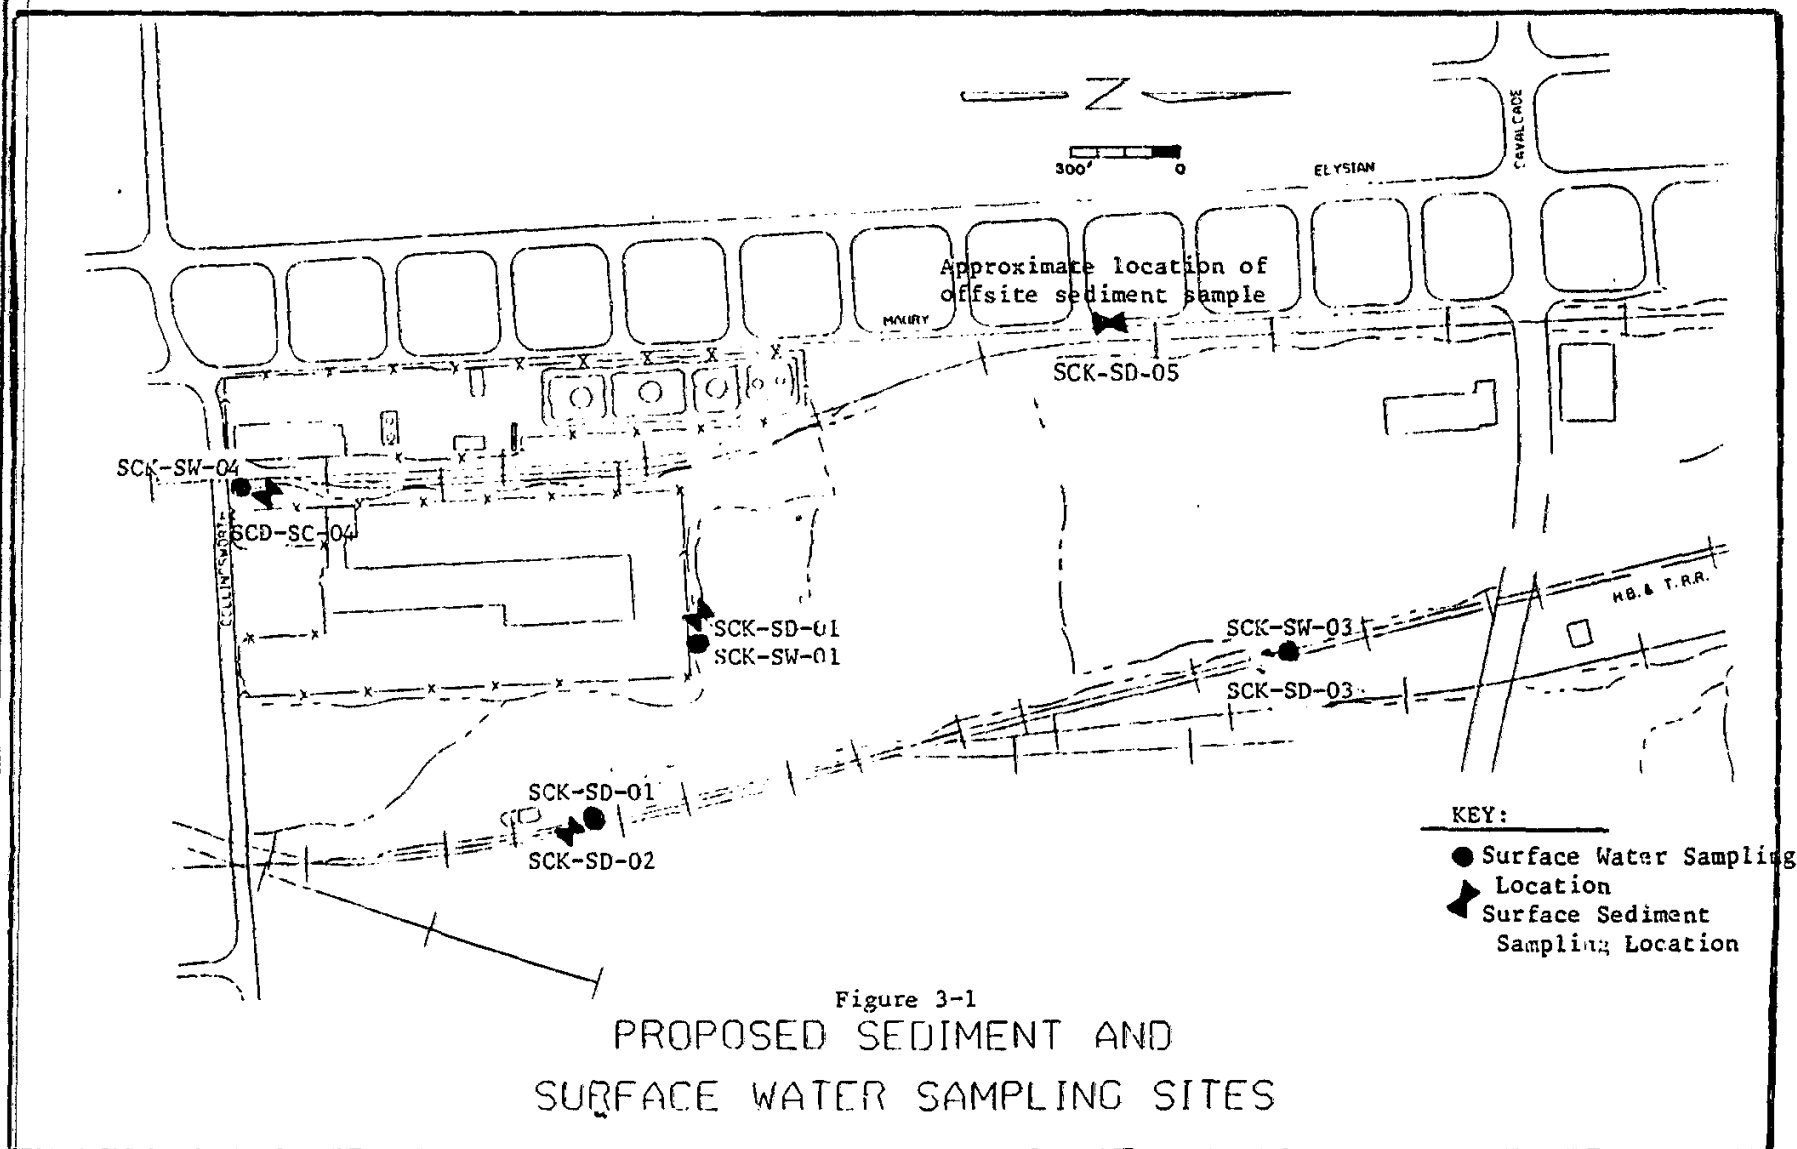 N
CAVALCADE
300' 0
ELYSIAN
Approximate location of
offsite sediment sample
MAURY
SCK-SD-05
SCK-SW-04
SCD-SC-04
COLLINGSWORTH
SCK-SD-01
SCK-SW-01
SCK-SW-03
SCK-SD-03
H.B. & T.R.R.
SCK-SD-01
SCK-SD-02
KEY:
Surface Water Sampling
Location
Surface Sediment
Sampling Location
Figure 3-1
PROPOSED SEDIMENT AND
SURFACE WATER SAMPLING SITES